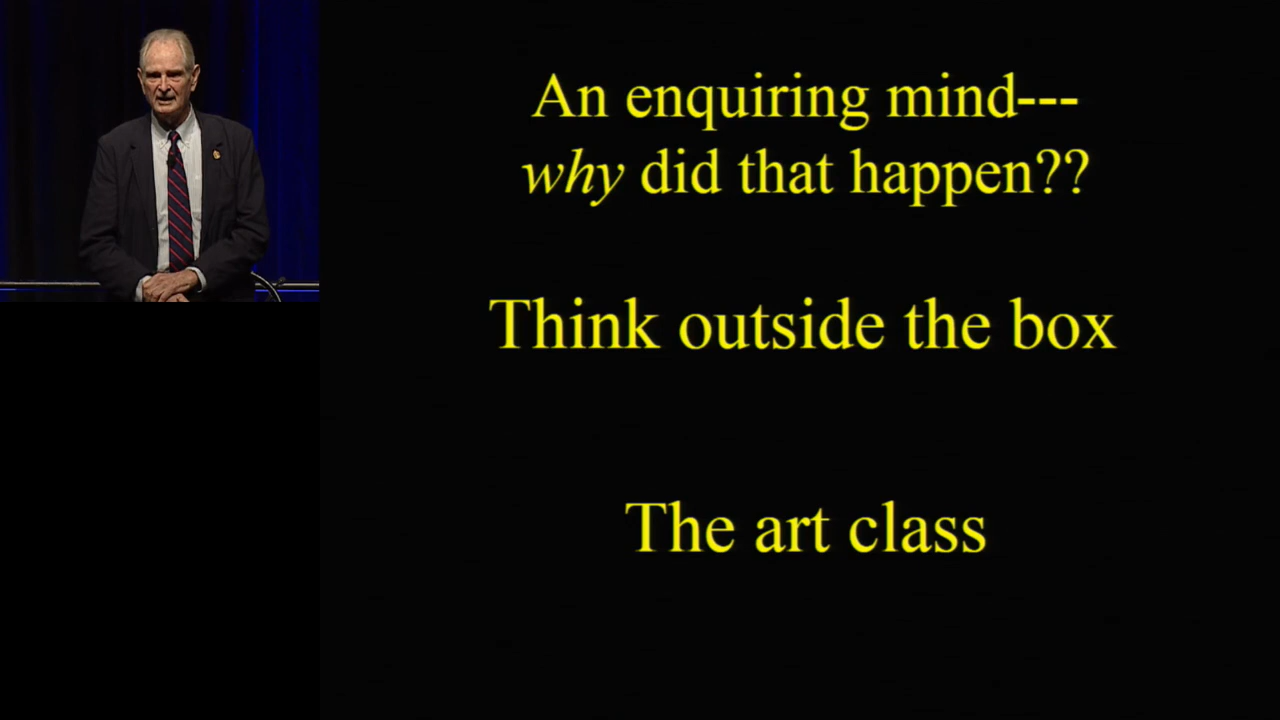 An enquiring mind---
why did that happen??
Think outside the box
The art class